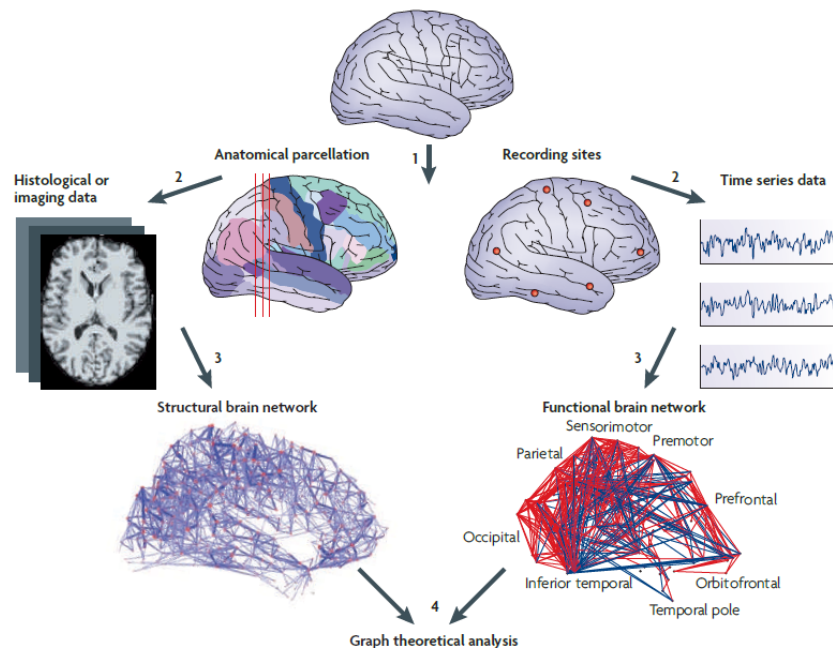 1
Anatomical parcellation
Recording sites
2
2
Histological or
imaging data
Time series data
3
3
Structural brain network
Functional brain network
Sensorimotor
Parietal
Premotor
Prefrontal
Occipital
Inferior temporal
Orbitofrontal
Temporal pole
4
Graph theoretical analysis